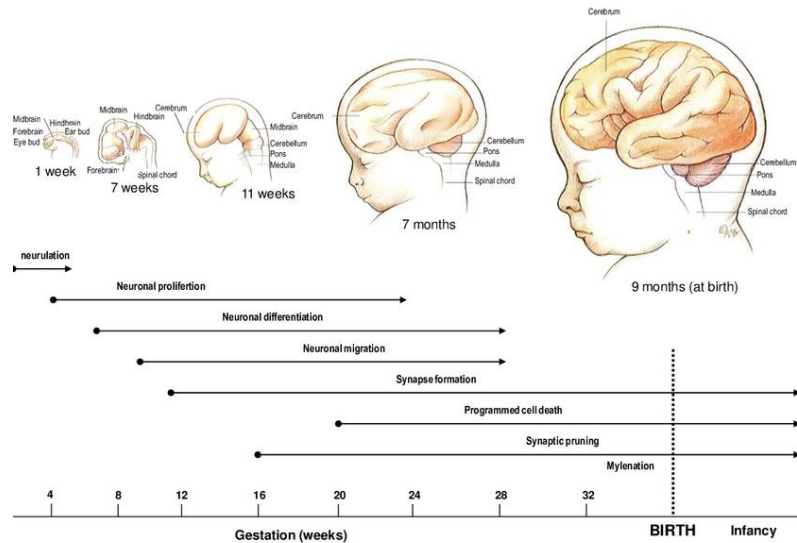 Cerebrum
Midbrain
Hindbrain
Forebrain
Ear bud
Eye bud
1 week
Midbrain
Hindbrain
Forebrain
Spinal chord
7 weeks
Cerebrum
Midbrain
Cerebellum
Pons
Medulla
11 weeks
Cerebrum
Cerebellum
Pons
Medulla
Spinal chord
7 months
Cerebellum
Pons
Medulla
Spinal chord
9 months (at birth)
neurulation
Neuronal prolifertion
Neuronal differentiation
Neuronal migration
Synapse formation
Programmed cell death
Synaptic pruning
Mylenation
4 8 12 16 20 24 28 32
Gestation (weeks) BIRTH Infancy